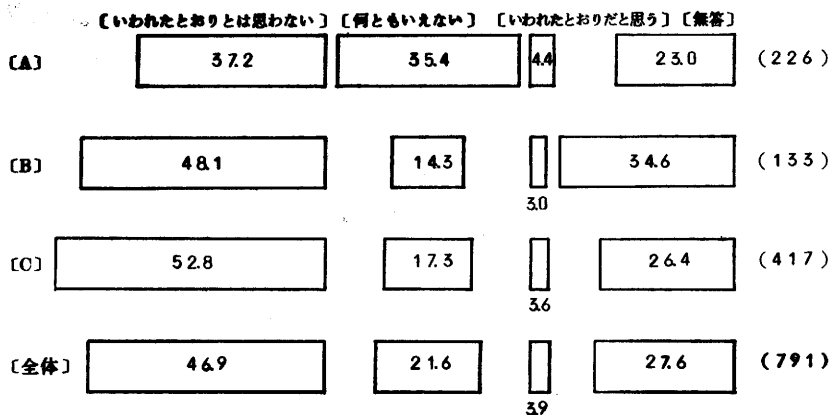 〔いわれたとおりとは思わない〕〔何ともいえない〕〔いわれたとおりだと思う〕〔無答〕
〔A〕 37.2 35.4 4.4 23.0 (226)
〔B〕 48.1 14.3 3.0 34.6 (133)
〔C〕 52.8 17.3 3.6 26.4 (417)
〔全体〕 46.9 21.6 3.9 27.6 (791)